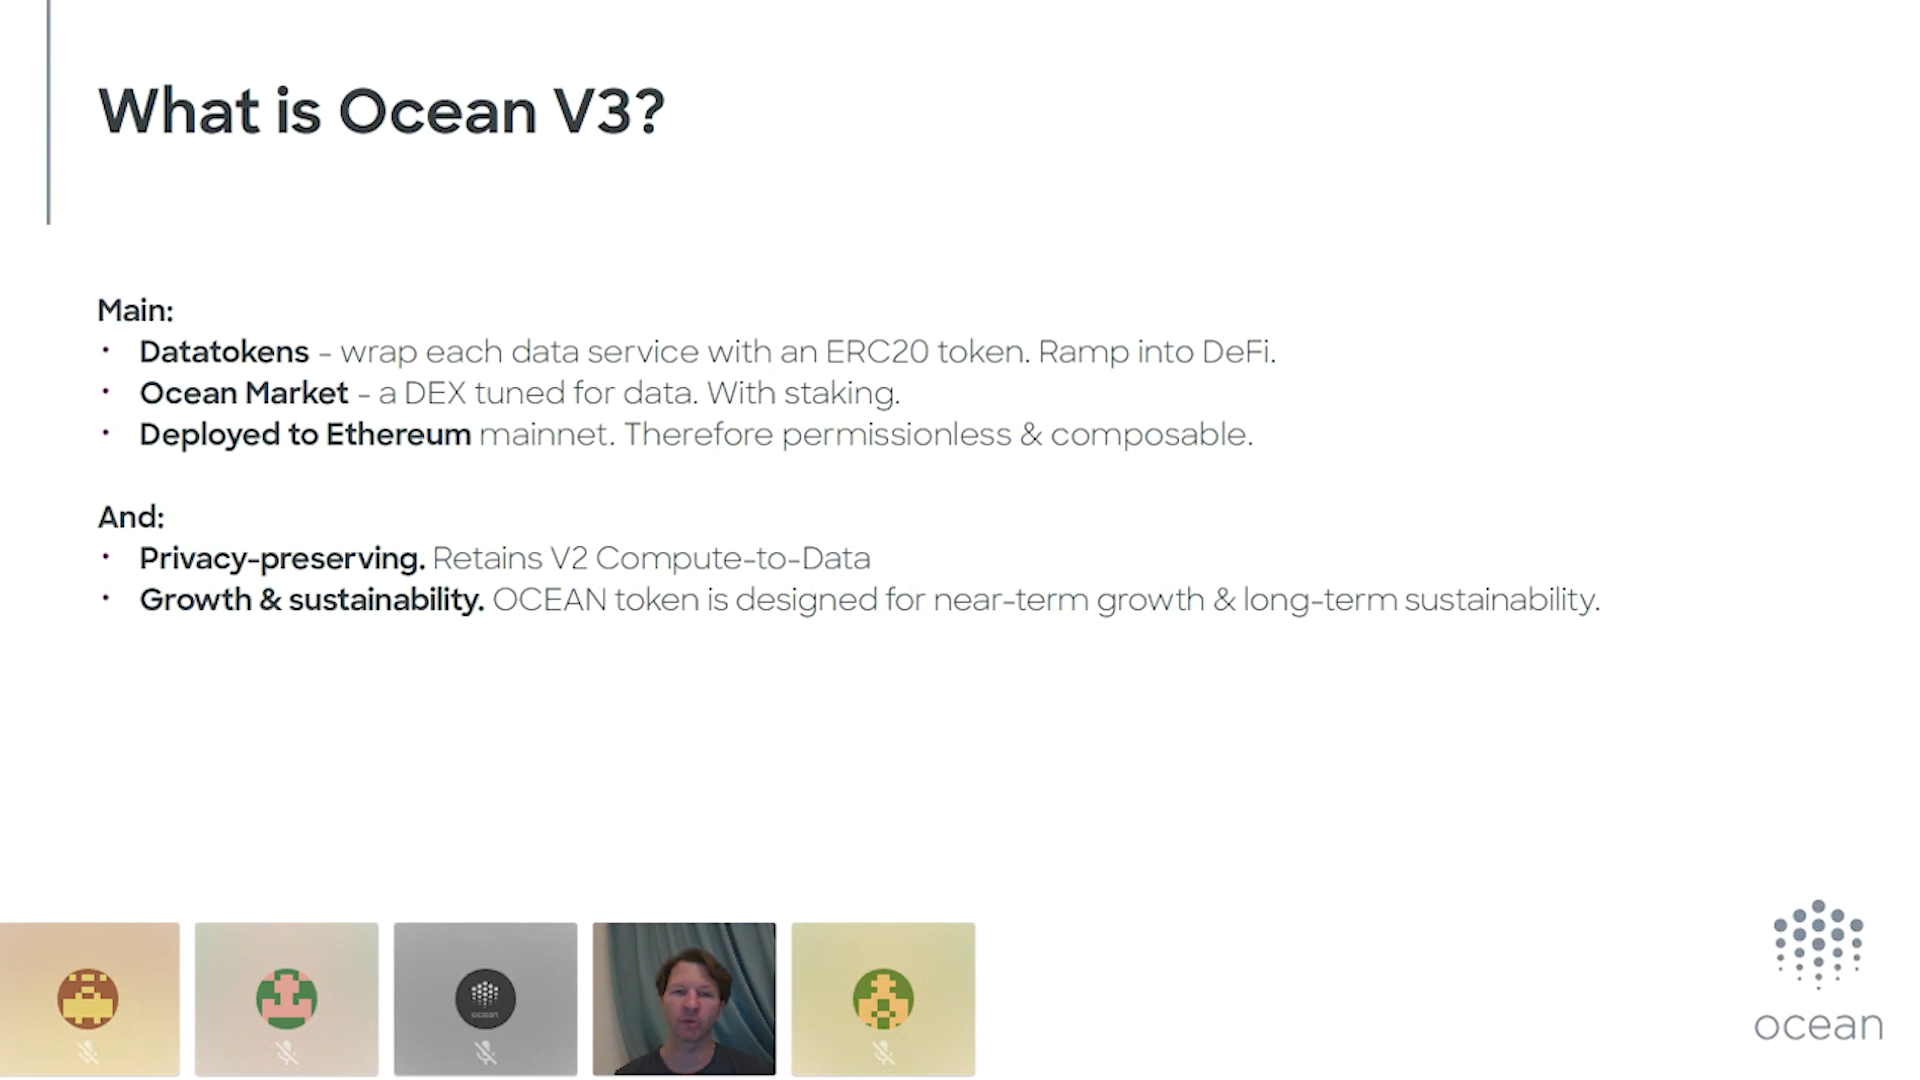 What is Ocean V3?
Main:
• Datatokens – wrap each data service with an ERC20 token. Ramp into DeFi.
• Ocean Market – a DEX tuned for data. With staking.
• Deployed to Ethereum mainnet. Therefore permissionless & composable.
And:
• Privacy-preserving. Retains V2 Compute-to-Data
• Growth & sustainability. OCEAN token is designed for near-term growth & long-term sustainability.
ocean
ocean